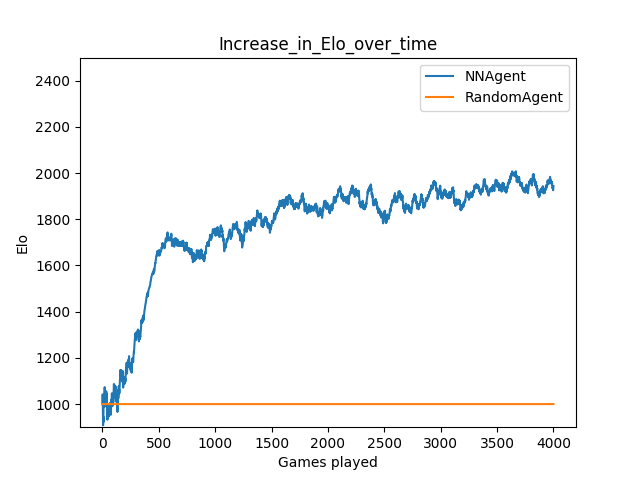 Increase_in_Elo_over_time
NNAgent
RandomAgent
2400
2200
2000
1800
1600
1400
1200
1000
Elo
0 500 1000 1500 2000 2500 3000 3500 4000
Games played